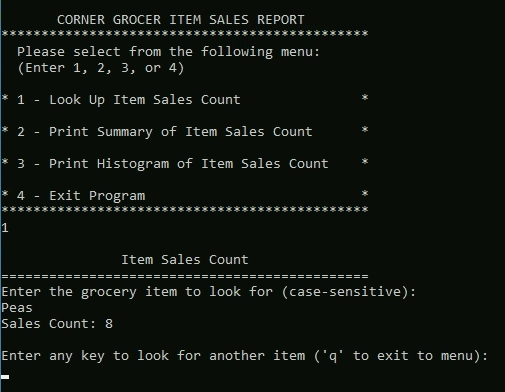 CORNER GROCER ITEM SALES REPORT
**********************************************
Please select from the following menu:
(Enter 1, 2, 3, or 4)
* 1 - Look Up Item Sales Count *
* 2 - Print Summary of Item Sales Count *
* 3 - Print Histogram of Item Sales Count *
* 4 - Exit Program *
**********************************************
1
Item Sales Count
==============================================
Enter the grocery item to look for (case-sensitive):
Peas
Sales Count: 8
Enter any key to look for another item ('q' to exit to menu):